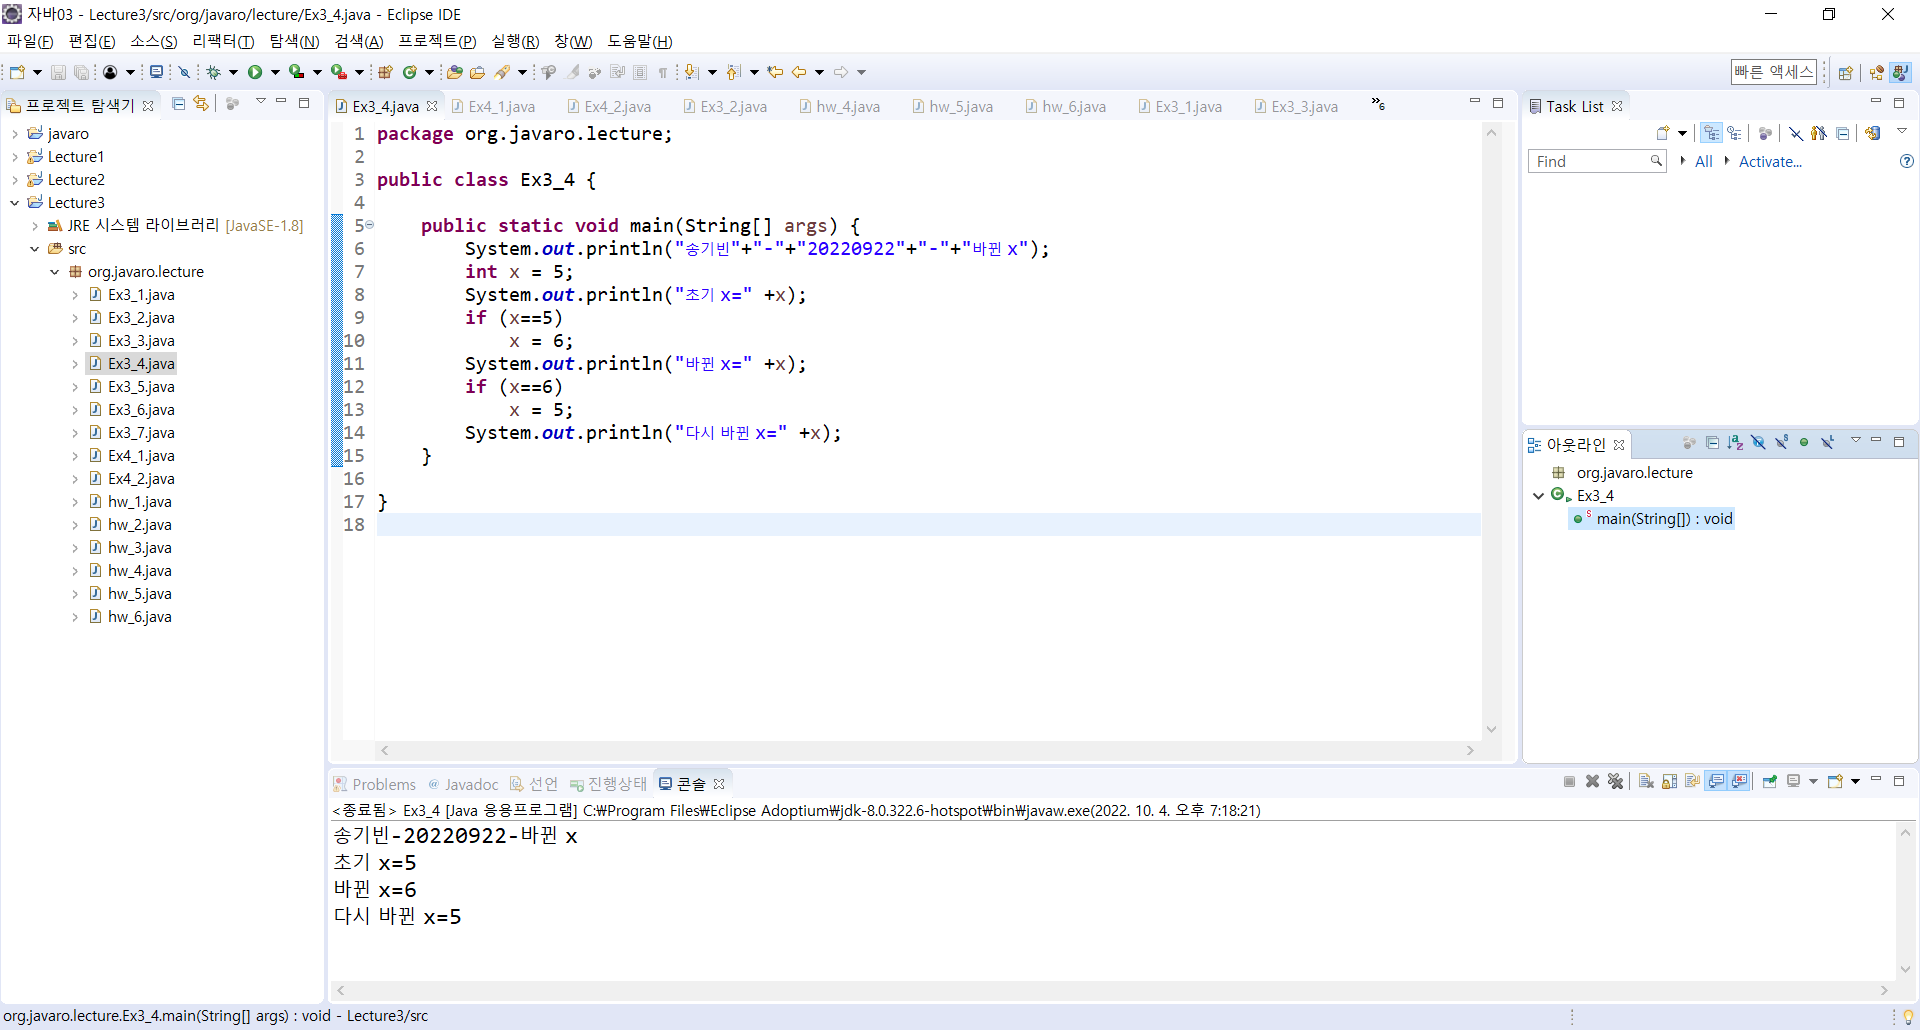 자바03 - Lecture3/src/org/javaro/lecture/Ex3_4.java - Eclipse IDE
파일(F) 편집(E) 소스(S) 리팩터(T) 탐색(N) 검색(A) 프로젝트(P) 실행(R) 창(W) 도움말(H)
빠른 액세스
프로젝트 탐색기
javaro
Lecture1
Lecture2
Lecture3
JRE 시스템 라이브러리 [JavaSE-1.8]
src
org.javaro.lecture
Ex3_1.java
Ex3_2.java
Ex3_3.java
Ex3_4.java
Ex3_5.java
Ex3_6.java
Ex3_7.java
Ex4_1.java
Ex4_2.java
hw_1.java
hw_2.java
hw_3.java
hw_4.java
hw_5.java
hw_6.java
Ex3_4.java Ex4_1.java Ex4_2.java Ex3_2.java hw_4.java hw_5.java hw_6.java Ex3_1.java Ex3_3.java »6
1 package org.javaro.lecture;
2
3 public class Ex3_4 {
4
5 public static void main(String[] args) {
6 System.out.println("송기빈"+"-"+"20220922"+"-"+"바뀐 x");
7 int x = 5;
8 System.out.println("초기 x=" +x);
9 if (x==5)
10 x = 6;
11 System.out.println("바뀐 x=" +x);
12 if (x==6)
13 x = 5;
14 System.out.println("다시 바뀐 x=" +x);
15 }
16
17 }
18
Task List
Find All Activate...
아웃라인
org.javaro.lecture
Ex3_4
main(String[]) : void
Problems @ Javadoc 선언 진행상태 콘솔
<종료됨> Ex3_4 [Java 응용프로그램] C:₩Program Files₩Eclipse Adoptium₩jdk-8.0.322.6-hotspot₩bin₩javaw.exe(2022. 10. 4. 오후 7:18:21)
송기빈-20220922-바뀐 x
초기 x=5
바뀐 x=6
다시 바뀐 x=5
org.javaro.lecture.Ex3_4.main(String[] args) : void - Lecture3/src